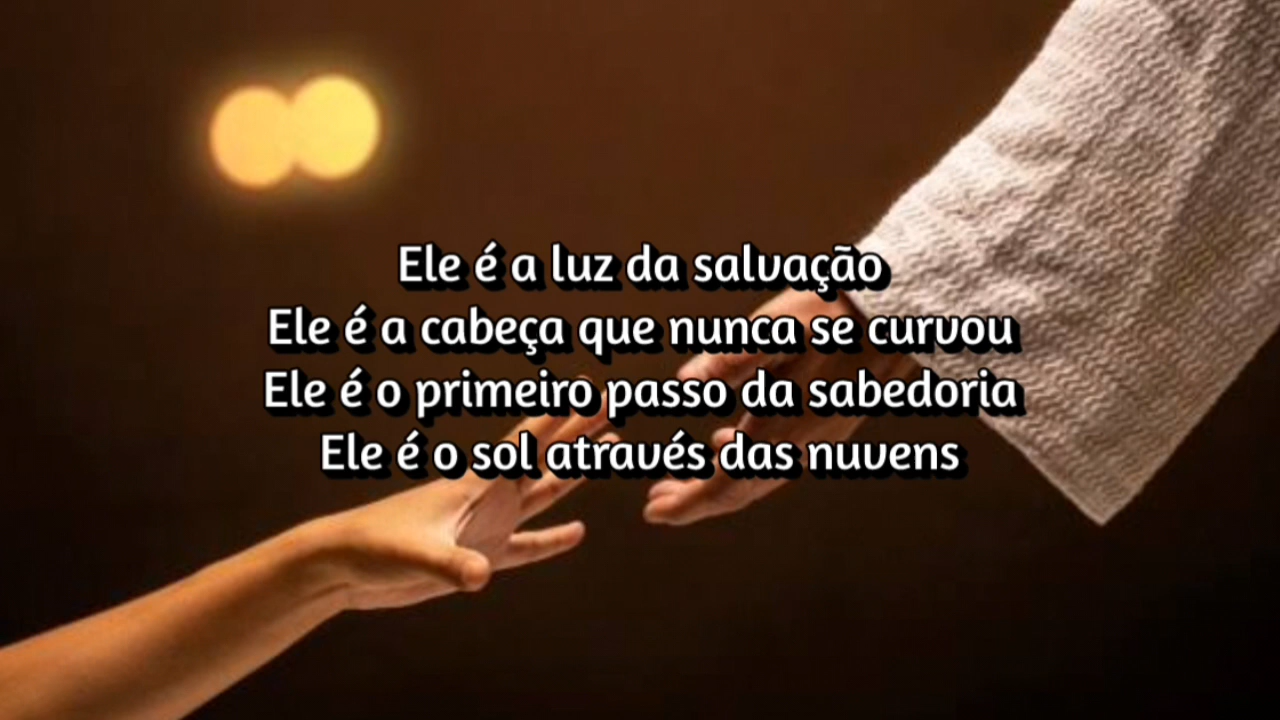 Ele é a luz da salvação
Ele é a cabeça que nunca se curvou
Ele é o primeiro passo da sabedoria
Ele é o sol através das nuvens